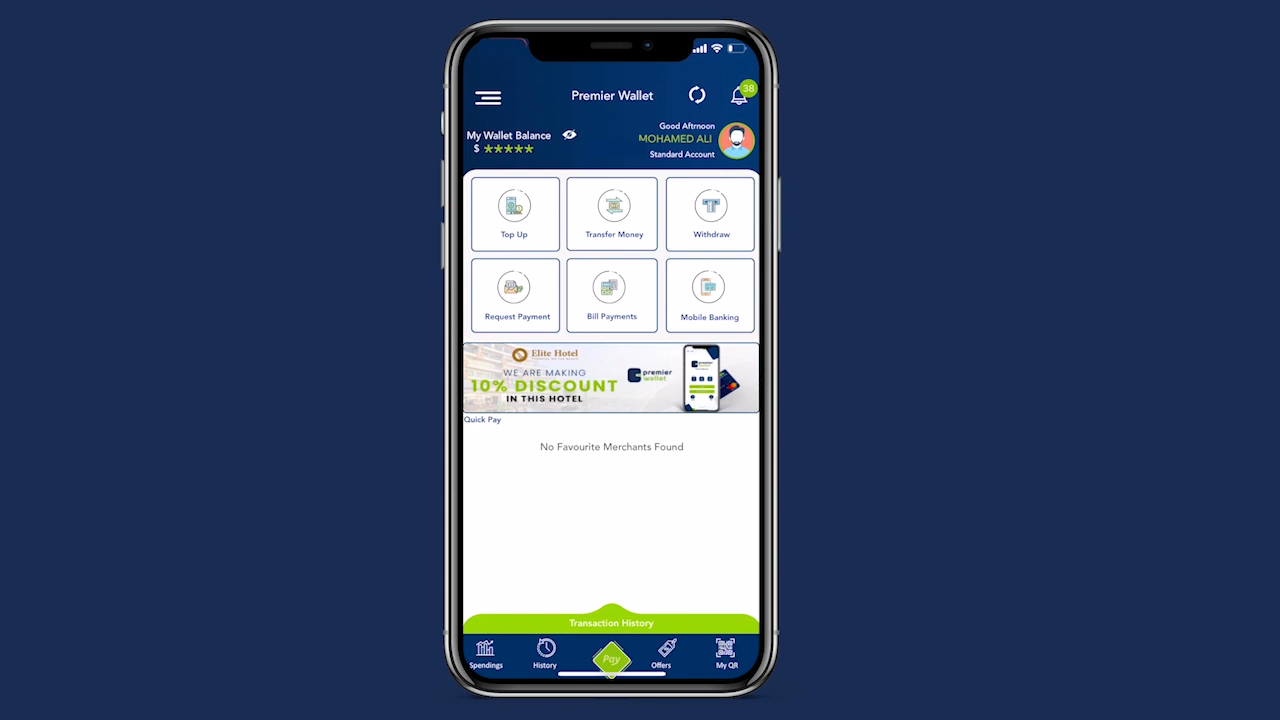 Premier Wallet
38
My Wallet Balance
$ *****
Good Aftrnoon
MOHAMED ALI
Standard Account
Top Up
Transfer Money
Withdraw
Request Payment
Bill Payments
Mobile Banking
Elite Hotel
WE ARE MAKING
10% DISCOUNT
IN THIS HOTEL
premier
wallet
Quick Pay
No Favourite Merchants Found
Transaction History
Spendings
History
Pay
Offers
My QR